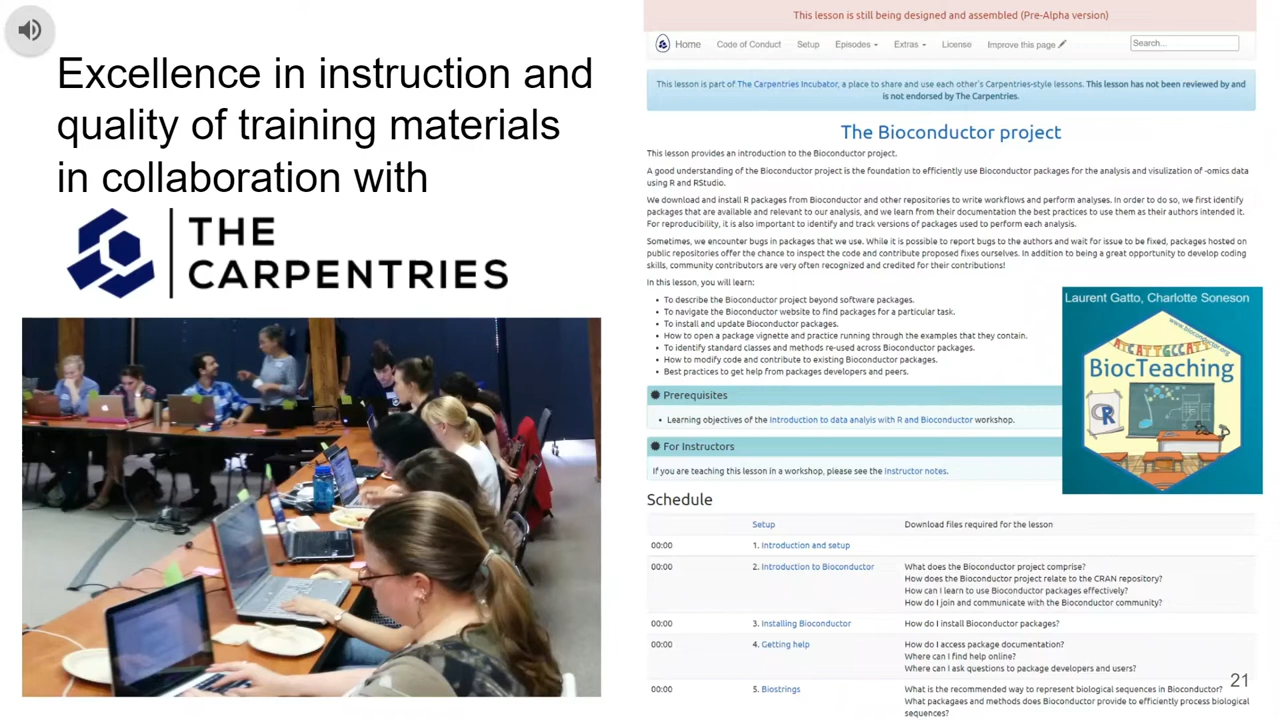 Excellence in instruction and
quality of training materials
in collaboration with
THE
CARPENTRIES
This lesson is still being designed and assembled (Pre-Alpha version)
Home Code of Conduct Setup Episodes Extras License Improve this page Search...
This lesson is part of The Carpentries Incubator, a place to share and use each other's Carpentries-style lessons. This lesson has not been reviewed by and
is not endorsed by The Carpentries.
The Bioconductor project
This lesson provides an introduction to the Bioconductor project.
A good understanding of the Bioconductor project is the foundation to efficiently use Bioconductor packages for the analysis and visulization of -omics data
using R and RStudio.
We download and install R packages from Bioconductor and other repositories to write workflows and perform analyses. In order to do so, we first identify
packages that are available and relevant to our analysis, and we learn from their documentation the best practices to use them as their authors intended it.
For reproducibility, it is also important to identify and track versions of packages used to perform each analysis.
Sometimes, we encounter bugs in packages that we use. While it is possible to report bugs to the authors and wait for issue to be fixed, packages hosted on
public repositories offer the chance to inspect the code and contribute proposed fixes ourselves. In addition to being a great opportunity to develop coding
skills, community contributors are very often recognized and credited for their contributions!
In this lesson, you will learn:
• To describe the Bioconductor project beyond software packages.
• To navigate the Bioconductor website to find packages for a particular task.
• To install and update Bioconductor packages.
• How to open a package vignette and practice running through the examples that they contain.
• To identify standard classes and methods re-used across Bioconductor packages.
• How to modify code and contribute to existing Bioconductor packages.
• Best practices to get help from packages developers and peers.
Laurent Gatto, Charlotte Soneson
www.bioconductor.org
ATCATTGCCATG
BiocTeaching
R
Prerequisites
• Learning objectives of the Introduction to data analyis with R and Bioconductor workshop.
For Instructors
If you are teaching this lesson in a workshop, please see the Instructor notes.
Schedule
Setup Download files required for the lesson
00:00 1. Introduction and setup
00:00 2. Introduction to Bioconductor What does the Bioconductor project comprise?
How does the Bioconductor project relate to the CRAN repository?
How can I learn to use Bioconductor packages effectively?
How do I join and communicate with the Bioconductor community?
00:00 3. Installing Bioconductor How do I install Bioconductor packages?
00:00 4. Getting help How do I access package documentation?
Where can I find help online?
Where can I ask questions to package developers and users?
00:00 5. Biostrings What is the recommended way to represent biological sequences in Bioconductor?
What packagaes and methods does Bioconductor provide to efficiently process biological
sequences?
21